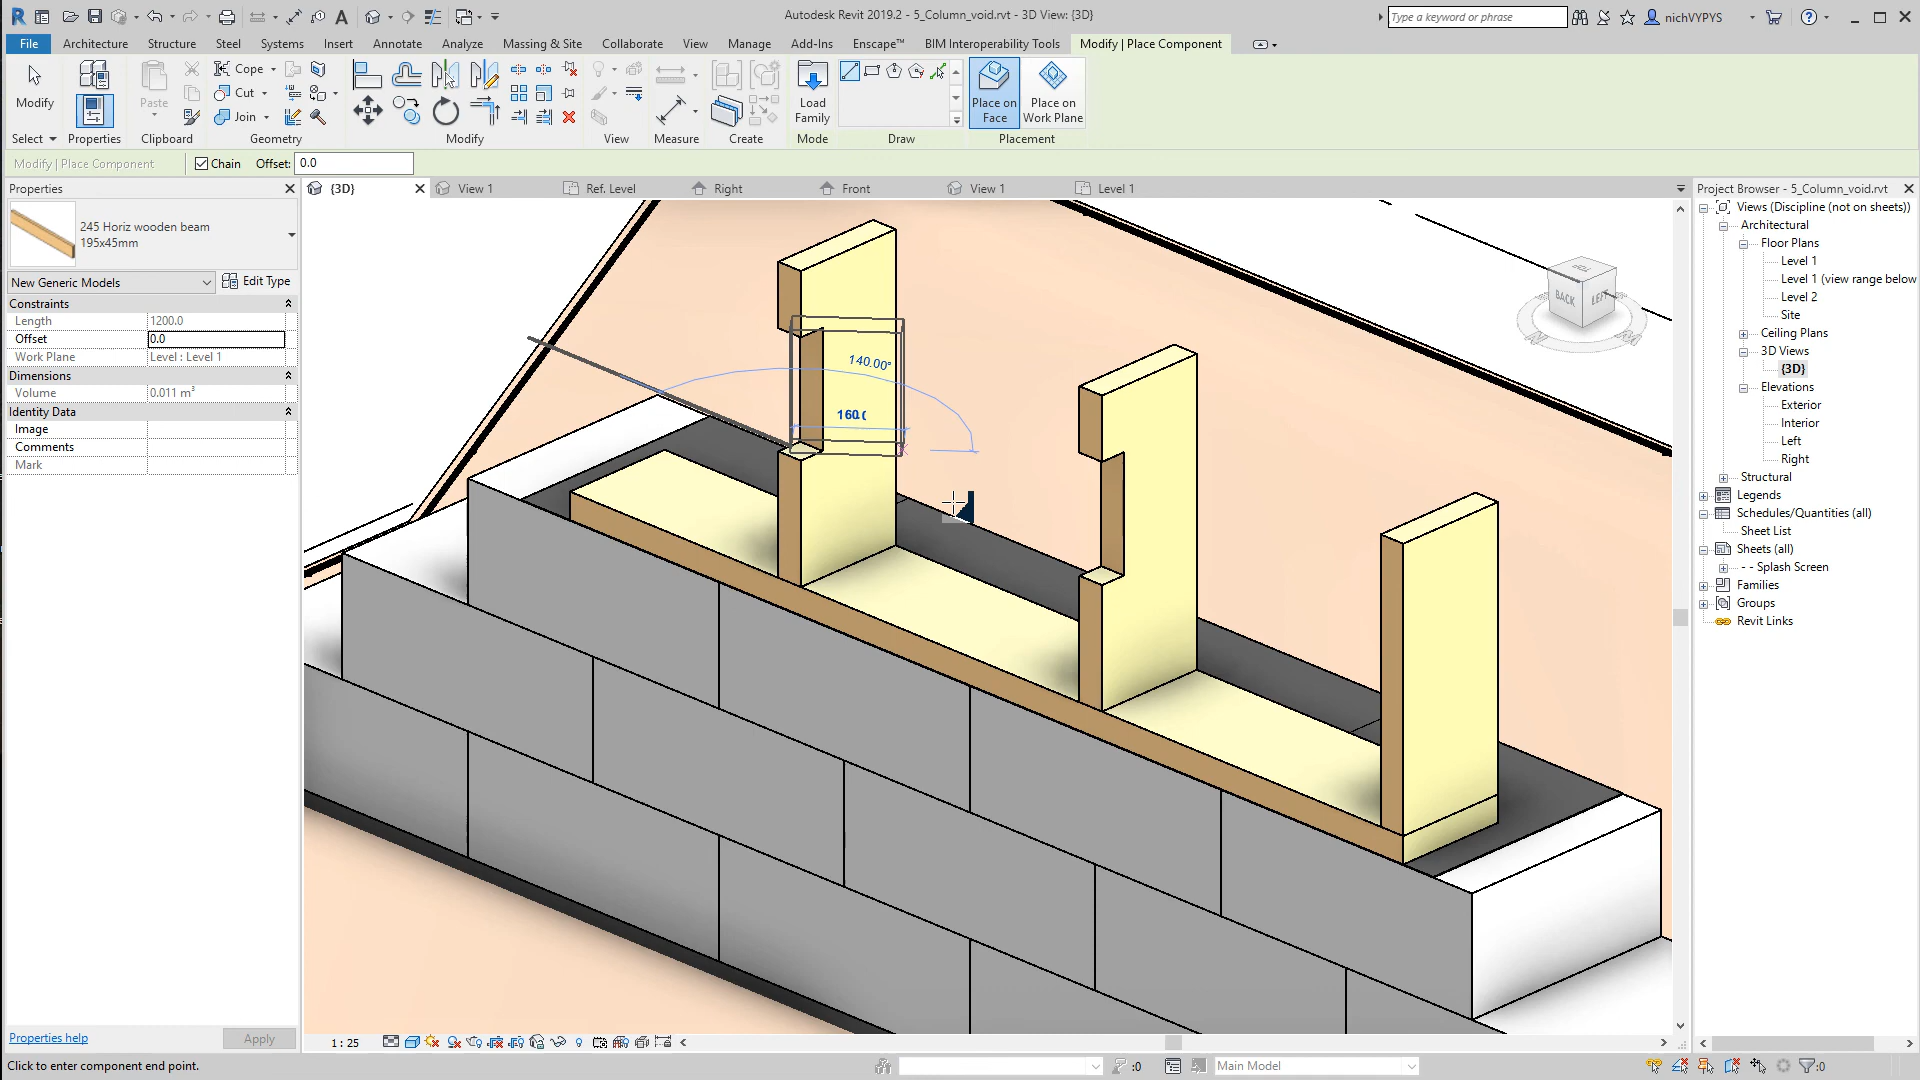 Autodesk Revit 2019.2 - 5_Column_void.rvt - 3D View: {3D}
Type a keyword or phrase
nichVYPYS
File
Architecture
Structure
Steel
Systems
Insert
Annotate
Analyze
Massing & Site
Collaborate
View
Manage
Add-Ins
Enscape™
BIM Interoperability Tools
Modify | Place Component
Modify
Paste
Cope
Cut
Join
Load
Family
Place on
Face
Place on
Work Plane
Select
Properties
Clipboard
Geometry
Modify
View
Measure
Create
Mode
Draw
Placement
Modify | Place Component
Chain
Offset:
0.0
Properties
{3D}
View 1
Ref. Level
Right
Front
View 1
Level 1
245 Horiz wooden beam
195x45mm
New Generic Models
Edit Type
Constraints
Length
1200.0
Offset
0.0
Work Plane
Level : Level 1
Dimensions
Volume
0.011 m³
Identity Data
Image
Comments
Mark
140.00°
160.(
TOP
BACK
LEFT
Project Browser - 5_Column_void.rvt
Views (Discipline (not on sheets))
Architectural
Floor Plans
Level 1
Level 1 (view range below
Level 2
Site
Ceiling Plans
3D Views
{3D}
Elevations
Exterior
Interior
Left
Right
Structural
Legends
Schedules/Quantities (all)
Sheet List
Sheets (all)
- - Splash Screen
Families
Groups
Revit Links
Properties help
Apply
1 : 25
Click to enter component end point.
:0
Main Model
:0